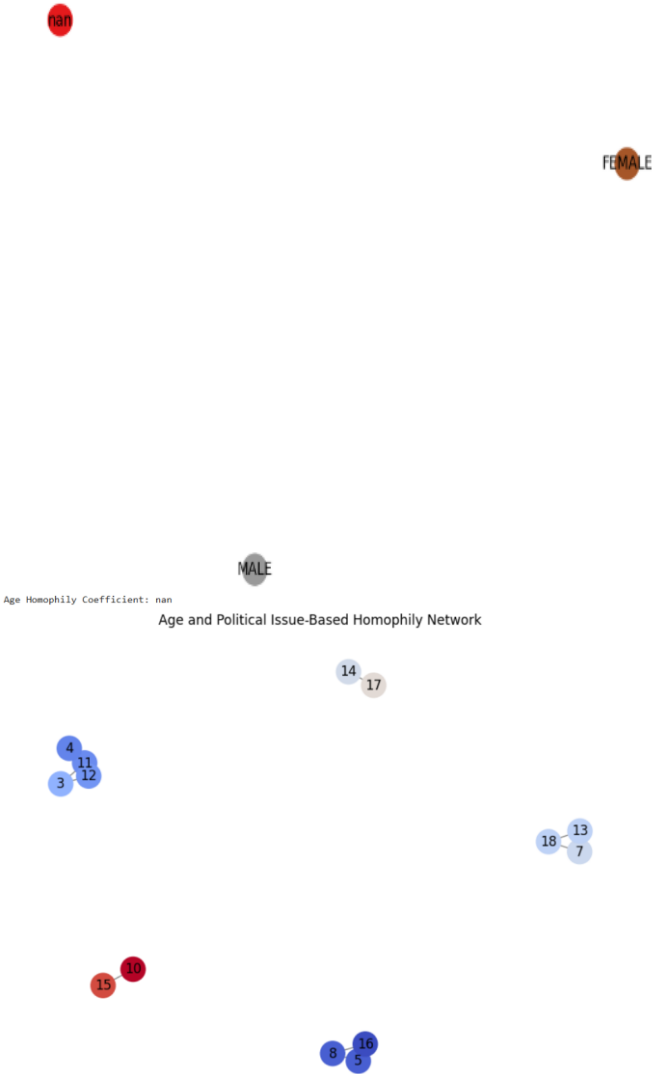 nan
FEMALE
MALE
Age Homophily Coefficient: nan
Age and Political Issue-Based Homophily Network
14
17
4
11
12
3
13
18
7
10
15
16
8
5